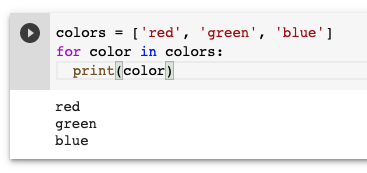 colors = ['red', 'green', 'blue']
for color in colors:
  print(color)
red
green
blue